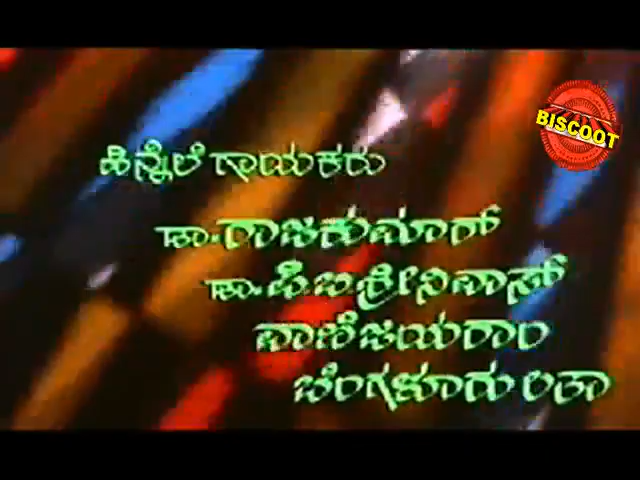 BISCOOT
ಹಿನ್ನೆಲೆ ಗಾಯಕರು
ಡಾ.ರಾಜಕುಮಾರ್
ಡಾ.ಪಿ.ಬಿ.ಶ್ರೀನಿವಾಸ್
ವಾಣಿಜಯರಾಂ
ಬೆಂಗಳೂರು ಲತಾ